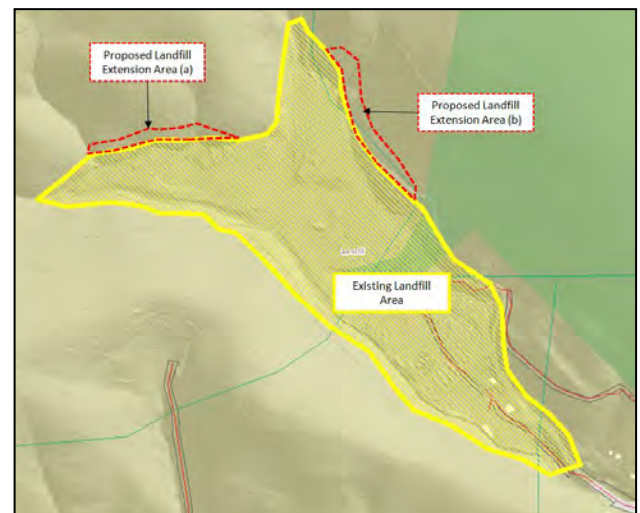 Proposed Landfill
Extension Area (a)
Proposed Landfill
Extension Area (b)
Existing Landfill
Area